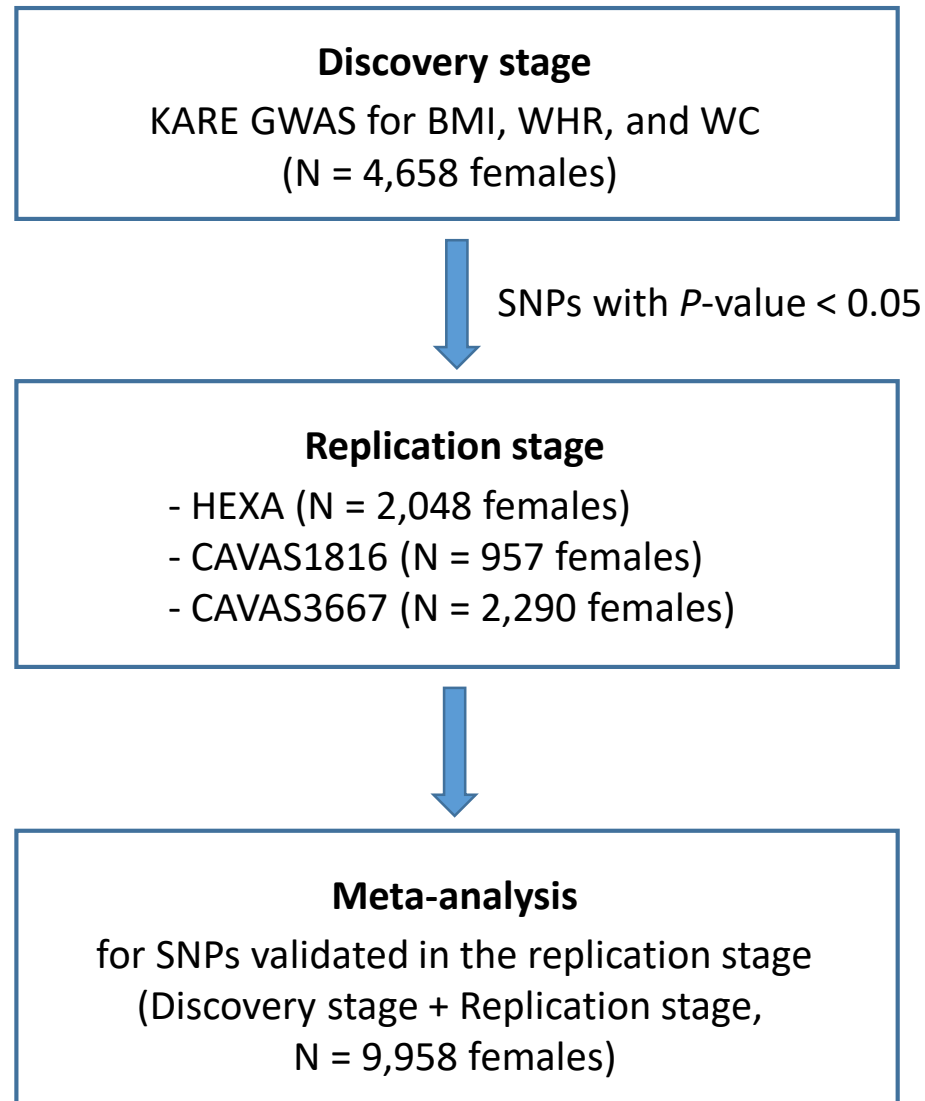 Discovery stage
KARE GWAS for BMI, WHR, and WC
(N = 4,658 females)
SNPs with P-value < 0.05
Replication stage
- HEXA (N = 2,048 females)
- CAVAS1816 (N = 957 females)
- CAVAS3667 (N = 2,290 females)
Meta-analysis
for SNPs validated in the replication stage
(Discovery stage + Replication stage,
N = 9,958 females)